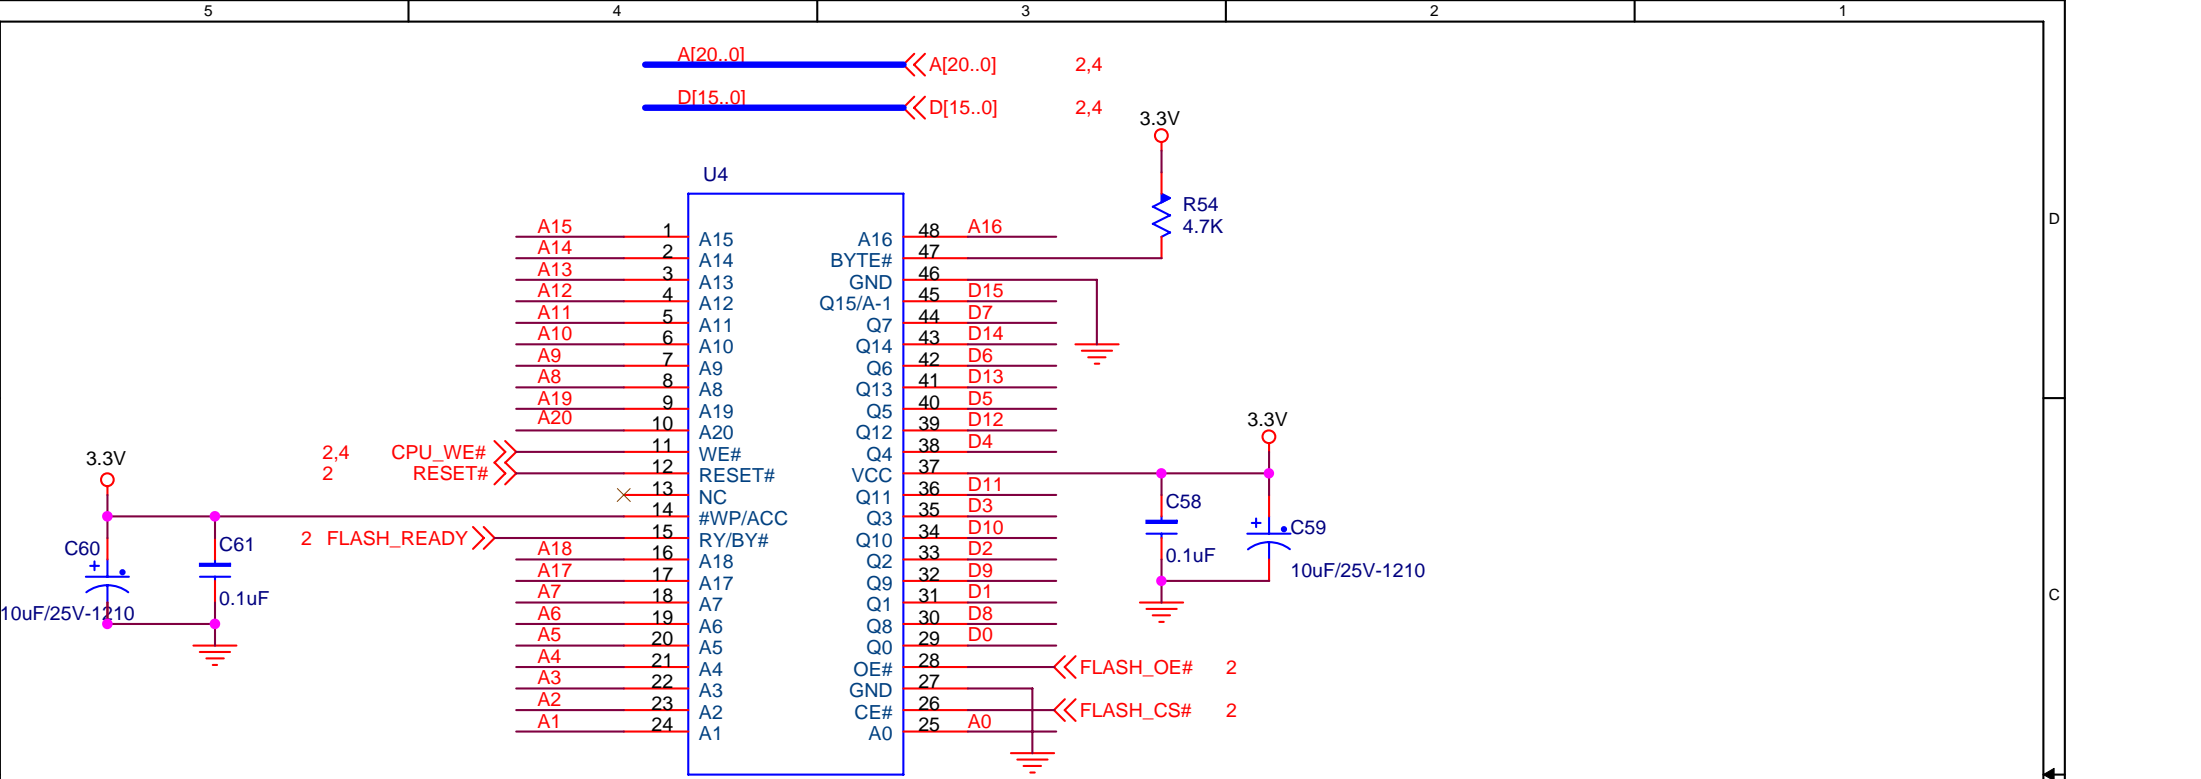 5 4 3 2 1
A[20..0] A[20..0] 2,4
D[15..0] D[15..0] 2,4
3.3V
U4
R54
4.7K
D
A15 1 A15 A16 48 A16
A14 2 A14 BYTE# 47
A13 3 A13 GND 46
A12 4 A12 Q15/A-1 45 D15
A11 5 A11 Q7 44 D7
A10 6 A10 Q14 43 D14
A9 7 A9 Q6 42 D6
A8 8 A8 Q13 41 D13
A19 9 A19 Q5 40 D5
A20 10 A20 Q12 39 D12
3.3V
2,4 CPU_WE# 11 WE# Q4 38 D4
3.3V
2 RESET# 12 RESET# VCC 37
13 NC Q11 36 D11
14 #WP/ACC Q3 35 D3
2 FLASH_READY 15 RY/BY# Q10 34 D10
A18 16 A18 Q2 33 D2
A17 17 A17 Q9 32 D9
A7 18 A7 Q1 31 D1
A6 19 A6 Q8 30 D8
A5 20 A5 Q0 29 D0
A4 21 A4 OE# 28 FLASH_OE# 2
A3 22 A3 GND 27
A2 23 A2 CE# 26 FLASH_CS# 2
A1 24 A1 A0 25 A0
C60
+
10uF/25V-1210
C61
0.1uF
C58
0.1uF
+
C59
10uF/25V-1210
C